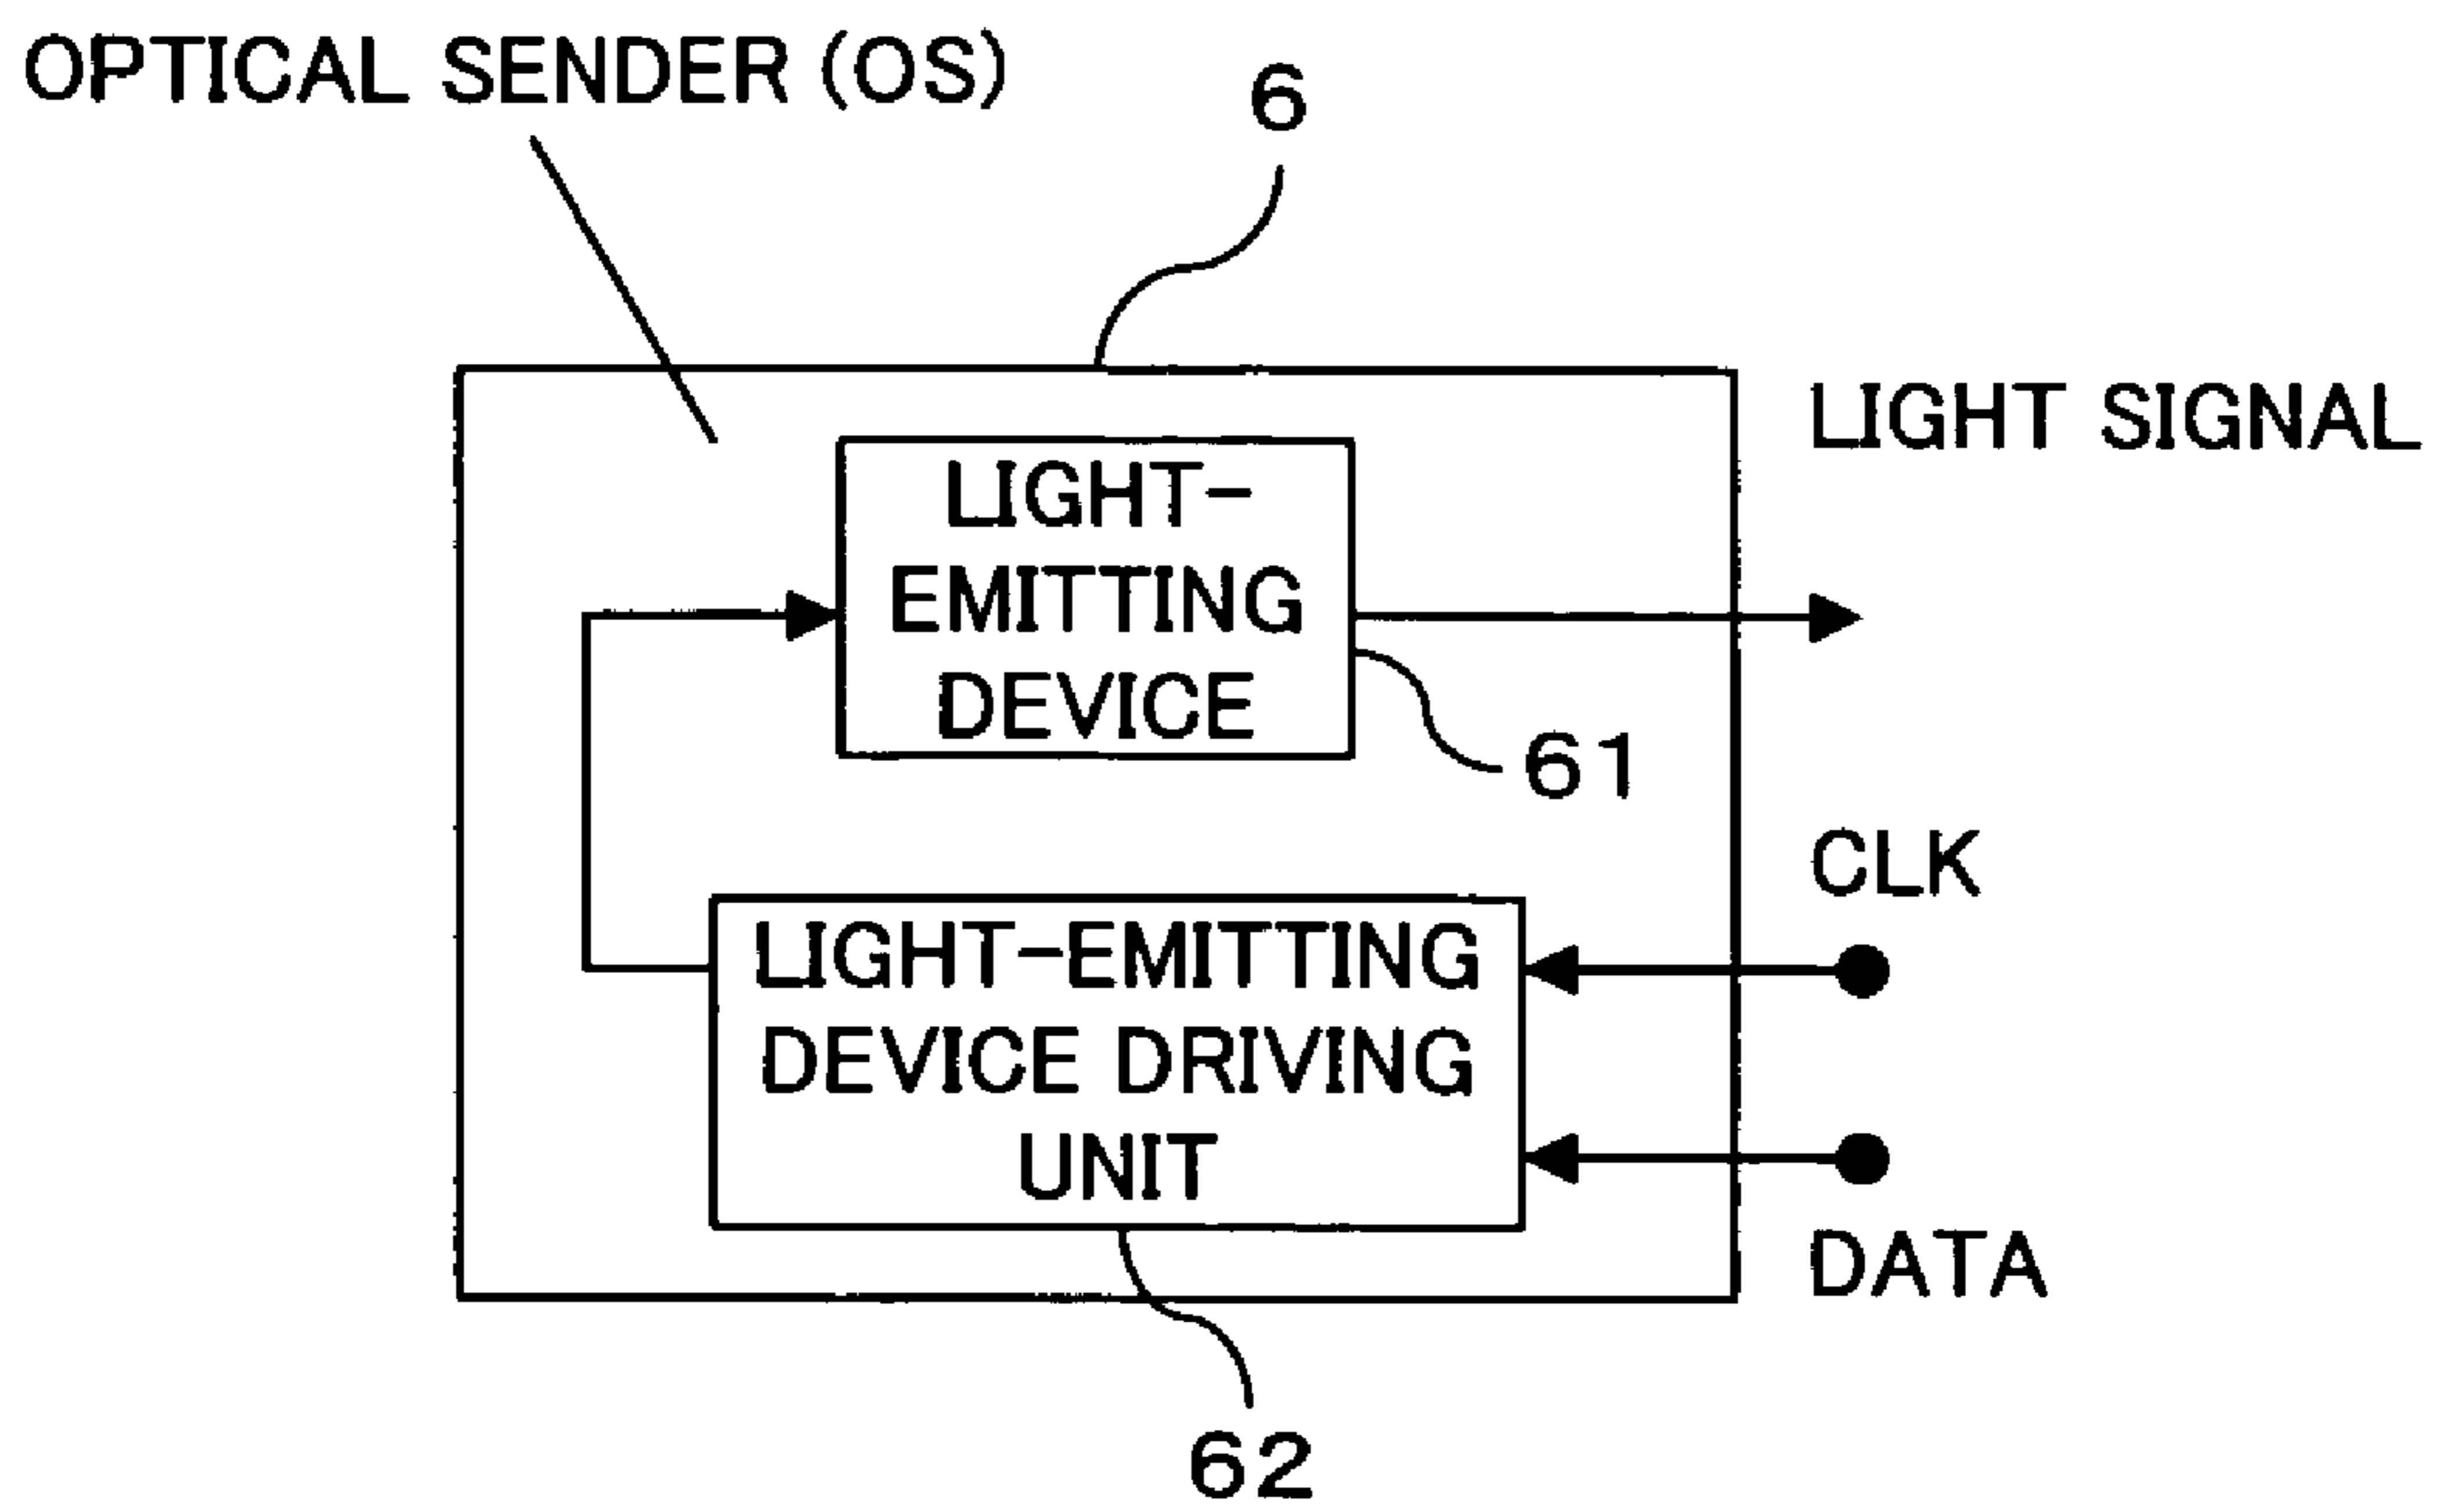 OPTICAL SENDER (OS)
6
LIGHT SIGNAL
LIGHT-
EMITTING
DEVICE
61
CLK
LIGHT-EMITTING
DEVICE DRIVING
UNIT
DATA
62